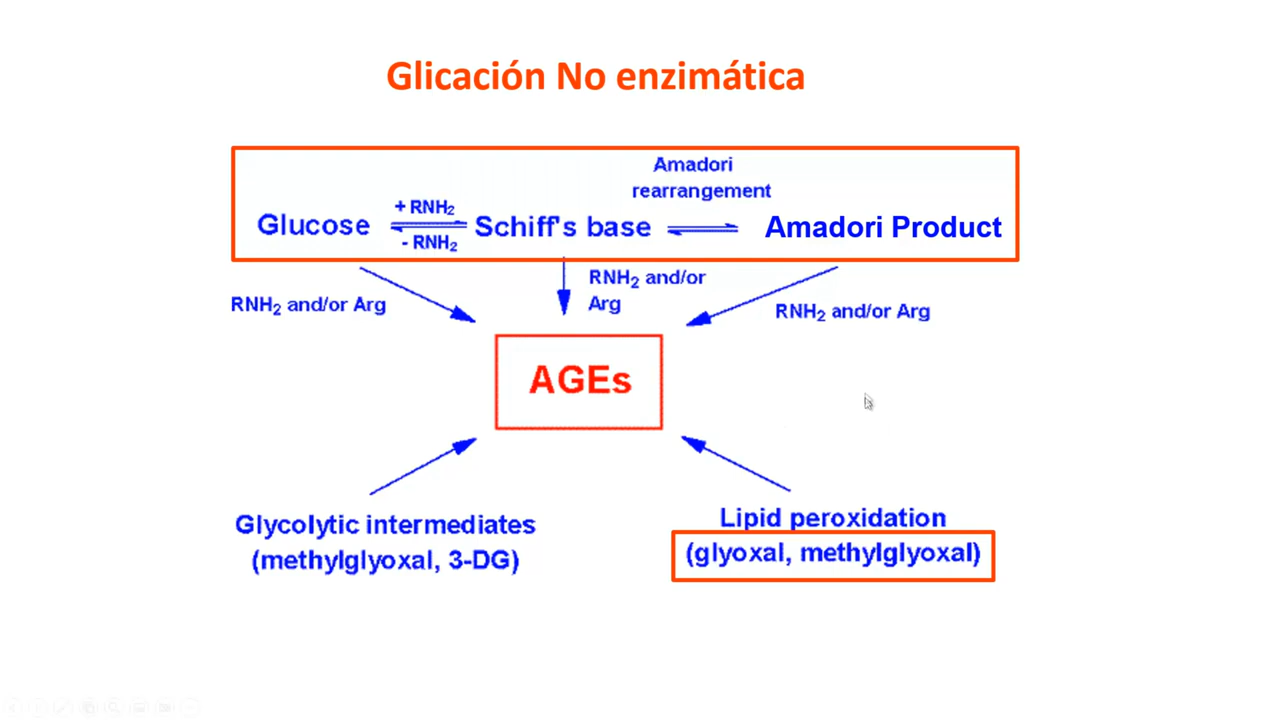 Glicación No enzimática
Amadori
rearrangement
+ RNH₂
Glucose
Schiff's base
Amadori Product
- RNH₂
RNH₂ and/or Arg
RNH₂ and/or
Arg
RNH₂ and/or Arg
AGEs
Glycolytic intermediates
(methylglyoxal, 3-DG)
Lipid peroxidation
(glyoxal, methylglyoxal)